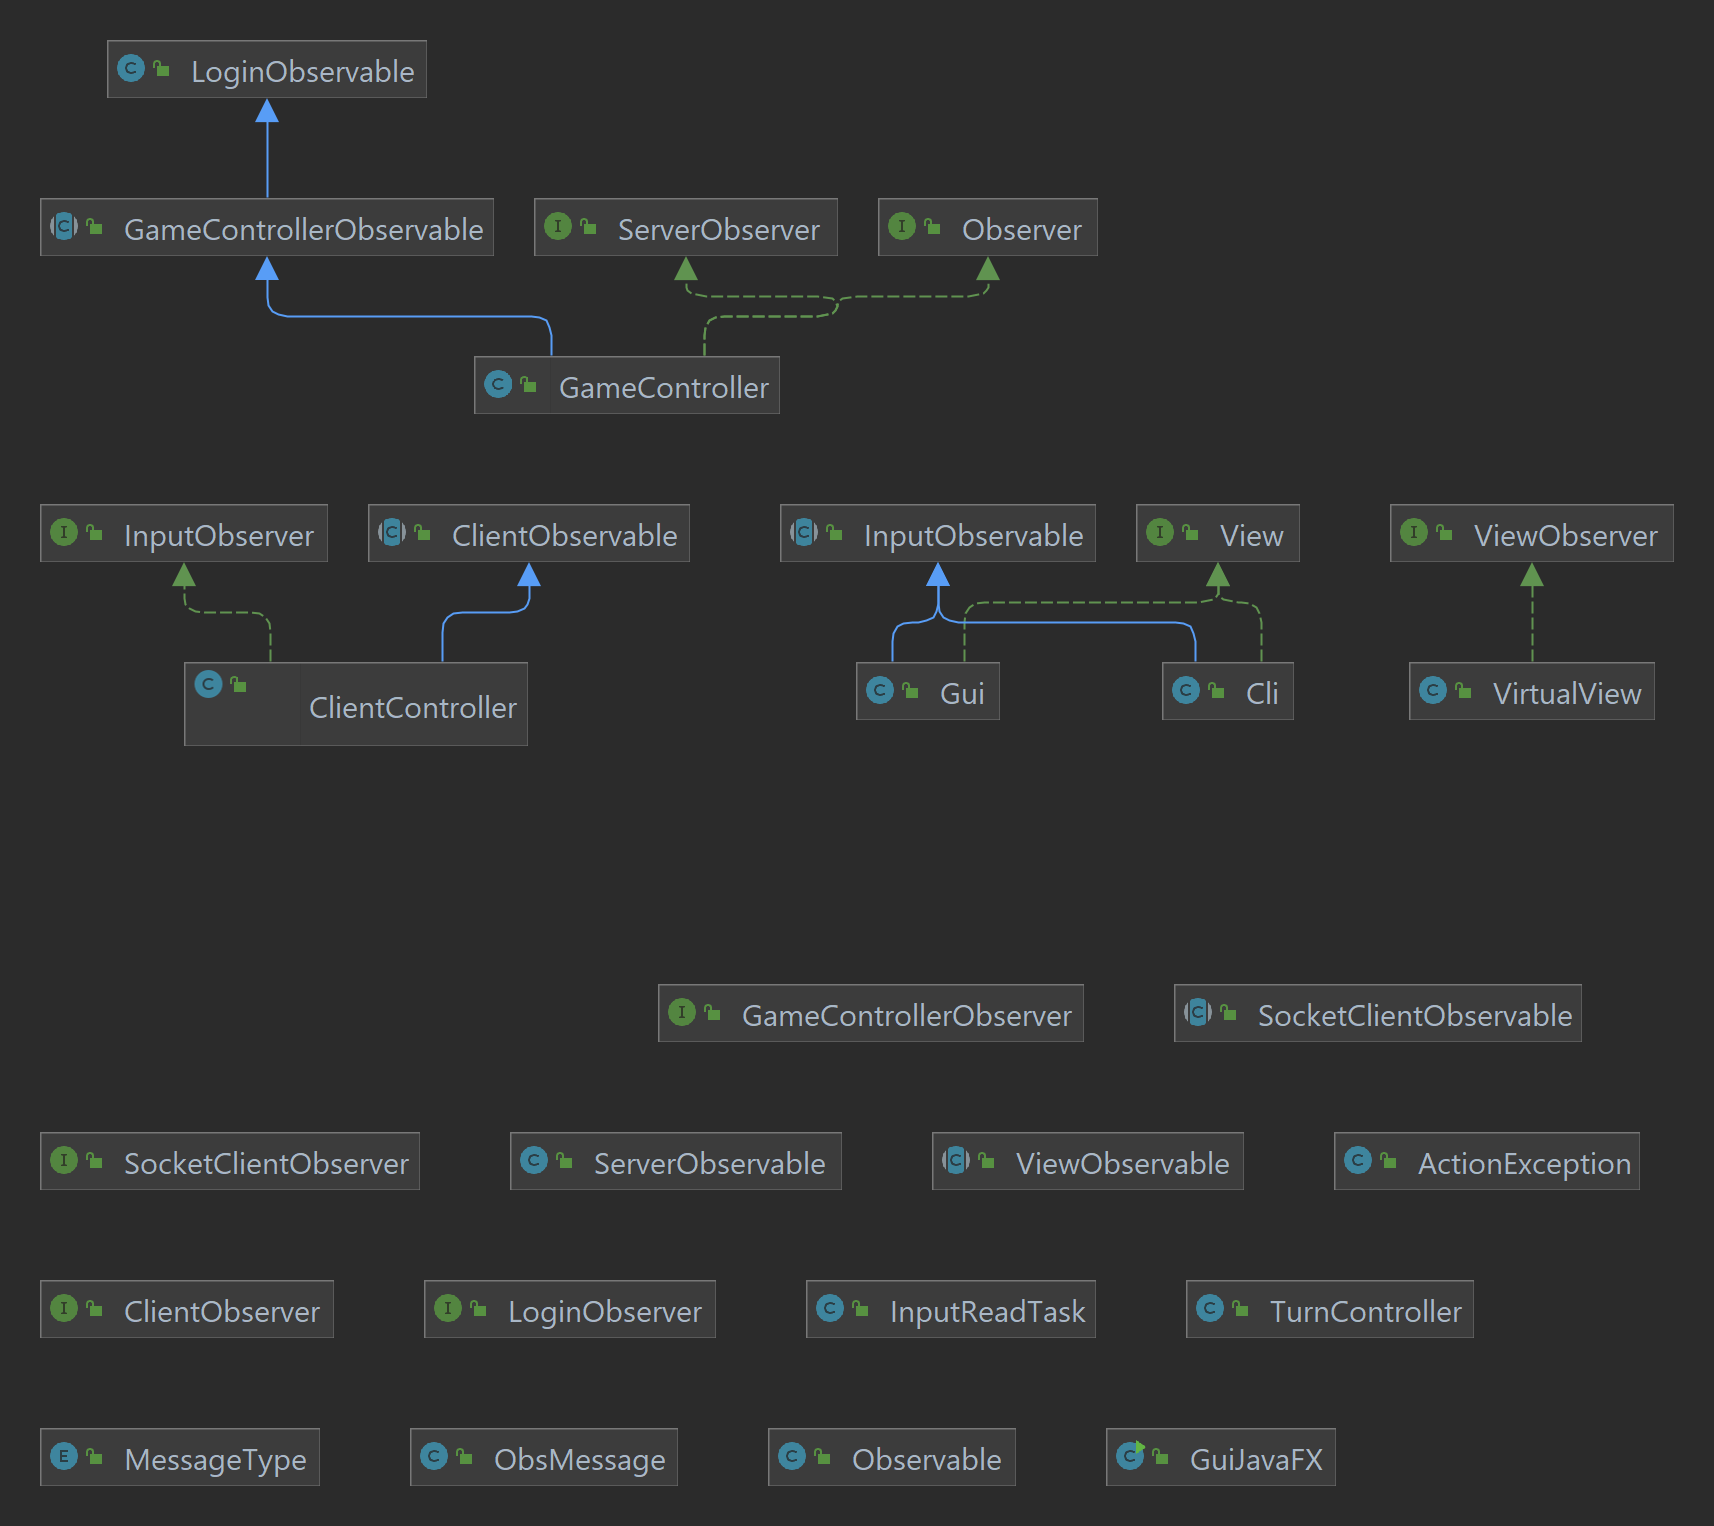 C LoginObservable
C GameControllerObservable
I ServerObserver
I Observer
C GameController
I InputObserver
C ClientObservable
C InputObservable
I View
I ViewObserver
C ClientController
C Gui
C Cli
C VirtualView
I GameControllerObserver
C SocketClientObservable
I SocketClientObserver
C ServerObservable
C ViewObservable
C ActionException
I ClientObserver
I LoginObserver
C InputReadTask
C TurnController
E MessageType
C ObsMessage
C Observable
C GuiJavaFX